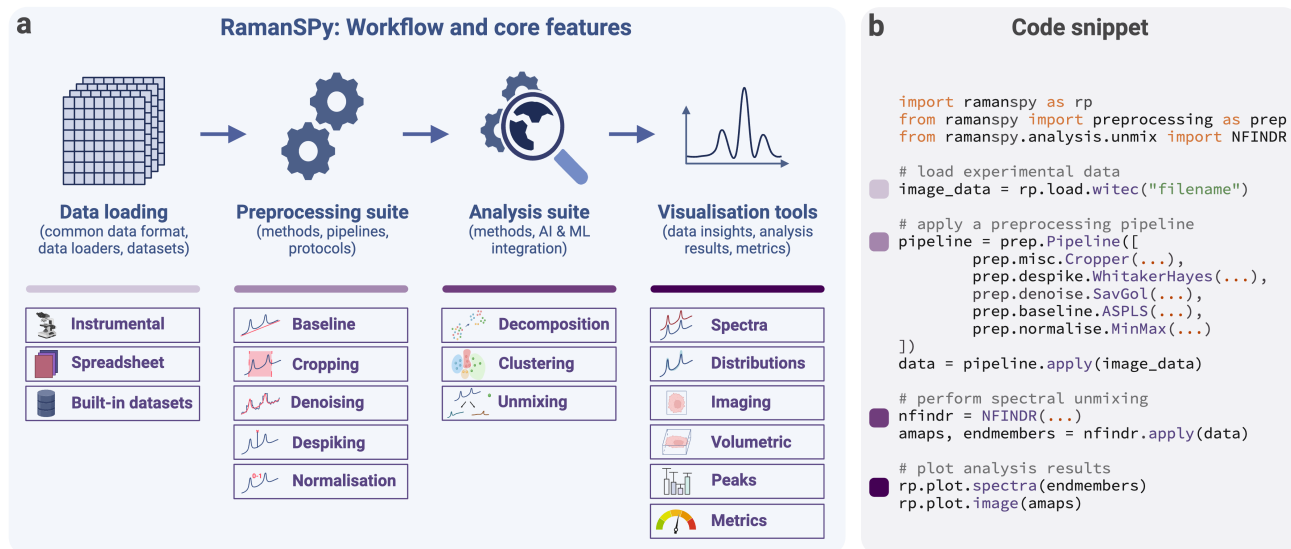 a
RamanSPy: Workflow and core features
Data loading
(common data format,
data loaders, datasets)
Preprocessing suite
(methods, pipelines,
protocols)
Analysis suite
(methods, AI & ML
integration)
Visualisation tools
(data insights, analysis
results, metrics)
Instrumental
Spreadsheet
Built-in datasets
Baseline
Cropping
Denoising
Despiking
0-1
Normalisation
Decomposition
Clustering
Unmixing
Spectra
Distributions
Imaging
Volumetric
Peaks
Metrics
b
Code snippet
import ramanspy as rp
from ramanspy import preprocessing as prep
from ramanspy.analysis.unmix import NFINDR
# load experimental data
image_data = rp.load.witec("filename")
# apply a preprocessing pipeline
pipeline = prep.Pipeline([
prep.misc.Cropper(...),
prep.despike.WhitakerHayes(...),
prep.denoise.SavGol(...),
prep.baseline.ASPLS(...),
prep.normalise.MinMax(...)
])
data = pipeline.apply(image_data)
# perform spectral unmixing
nfindr = NFINDR(...)
amaps, endmembers = nfindr.apply(data)
# plot analysis results
rp.plot.spectra(endmembers)
rp.plot.image(amaps)